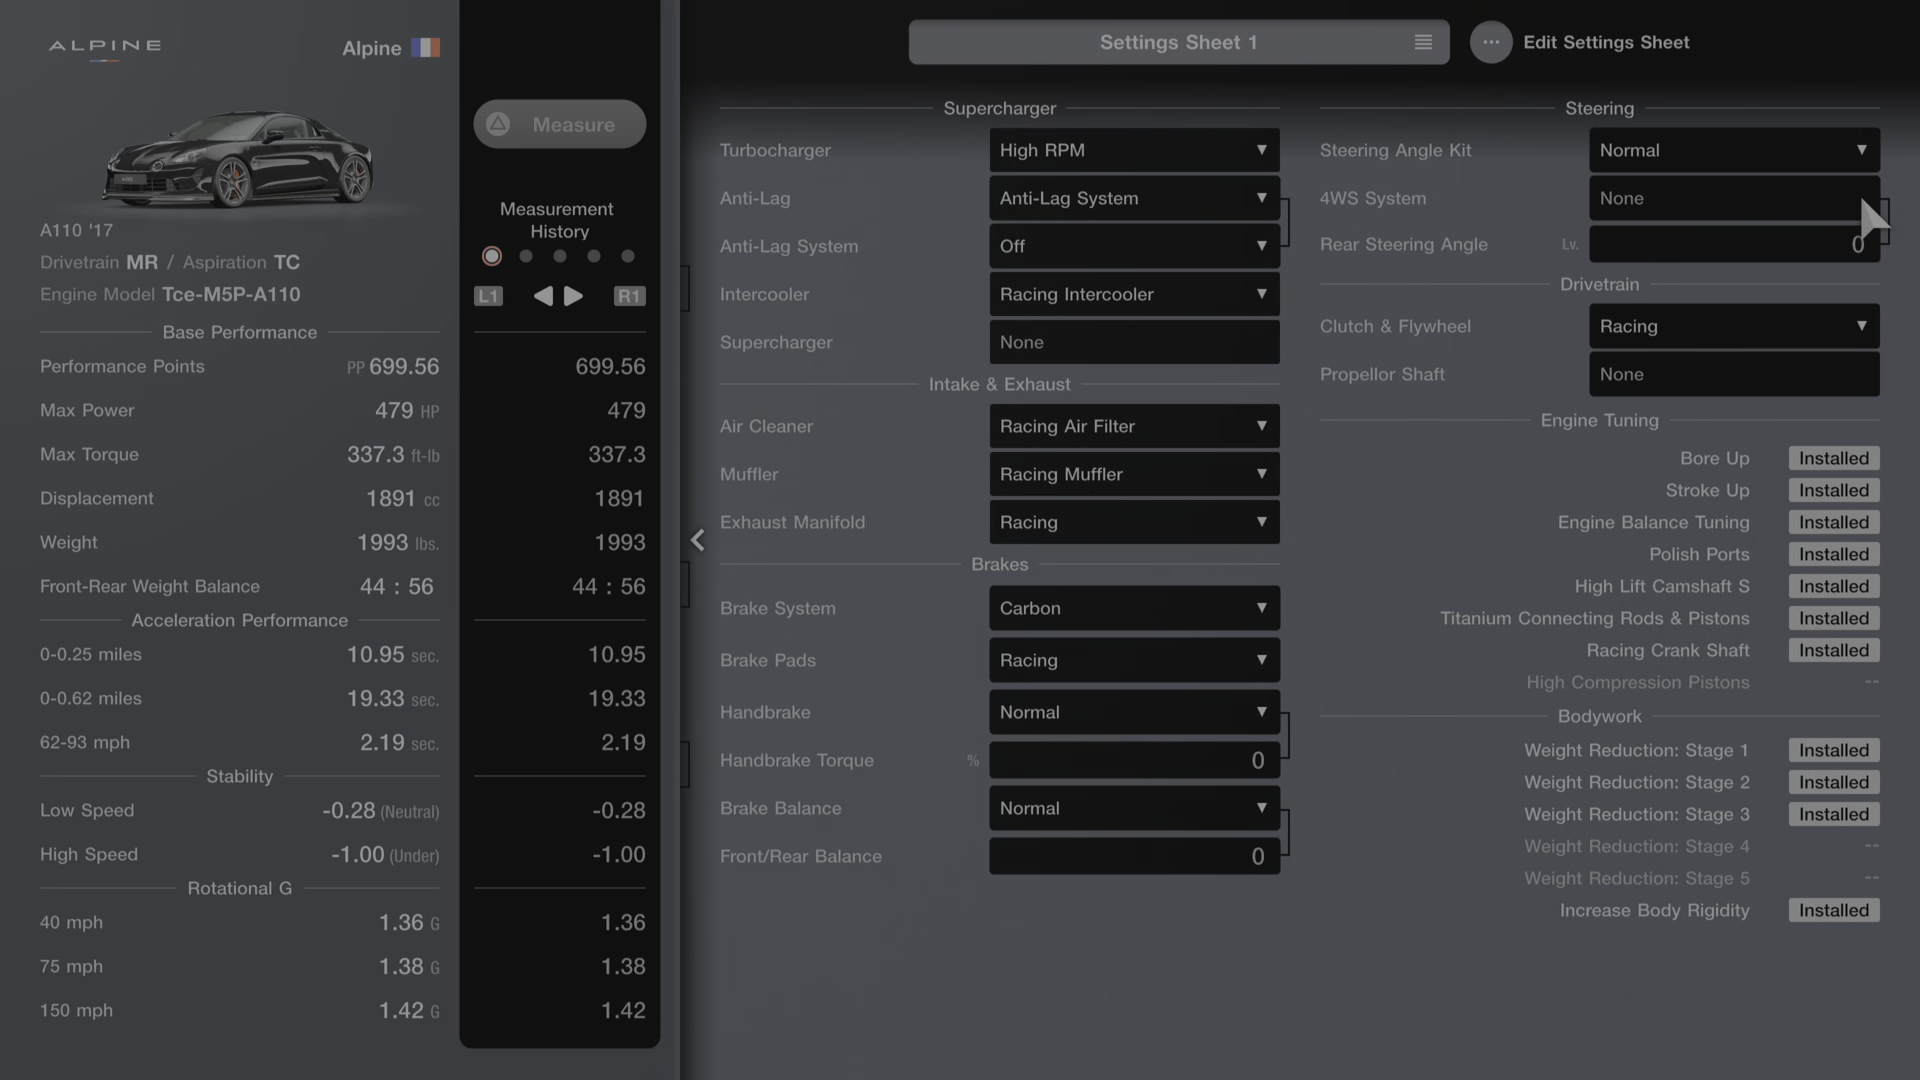 ALPINE
Alpine
A110 '17
Drivetrain MR / Aspiration TC
Engine Model Tce-M5P-A110
Base Performance
Performance Points PP 699.56
Max Power 479 HP
Max Torque 337.3 ft-lb
Displacement 1891 cc
Weight 1993 lbs.
Front-Rear Weight Balance 44 : 56
Acceleration Performance
0-0.25 miles 10.95 sec.
0-0.62 miles 19.33 sec.
62-93 mph 2.19 sec.
Stability
Low Speed -0.28 (Neutral)
High Speed -1.00 (Under)
Rotational G
40 mph 1.36 G
75 mph 1.38 G
150 mph 1.42 G
Measure
Measurement
History
L1 R1
699.56
479
337.3
1891
1993
44 : 56
10.95
19.33
2.19
-0.28
-1.00
1.36
1.38
1.42
Settings Sheet 1
Edit Settings Sheet
Supercharger
Turbocharger High RPM
Anti-Lag Anti-Lag System
Anti-Lag System Off
Intercooler Racing Intercooler
Supercharger None
Intake & Exhaust
Air Cleaner Racing Air Filter
Muffler Racing Muffler
Exhaust Manifold Racing
Brakes
Brake System Carbon
Brake Pads Racing
Handbrake Normal
Handbrake Torque % 0
Brake Balance Normal
Front/Rear Balance 0
Steering
Steering Angle Kit Normal
4WS System None
Rear Steering Angle Lv. 0
Drivetrain
Clutch & Flywheel Racing
Propellor Shaft None
Engine Tuning
Bore Up Installed
Stroke Up Installed
Engine Balance Tuning Installed
Polish Ports Installed
High Lift Camshaft S Installed
Titanium Connecting Rods & Pistons Installed
Racing Crank Shaft Installed
High Compression Pistons --
Bodywork
Weight Reduction: Stage 1 Installed
Weight Reduction: Stage 2 Installed
Weight Reduction: Stage 3 Installed
Weight Reduction: Stage 4 --
Weight Reduction: Stage 5 --
Increase Body Rigidity Installed